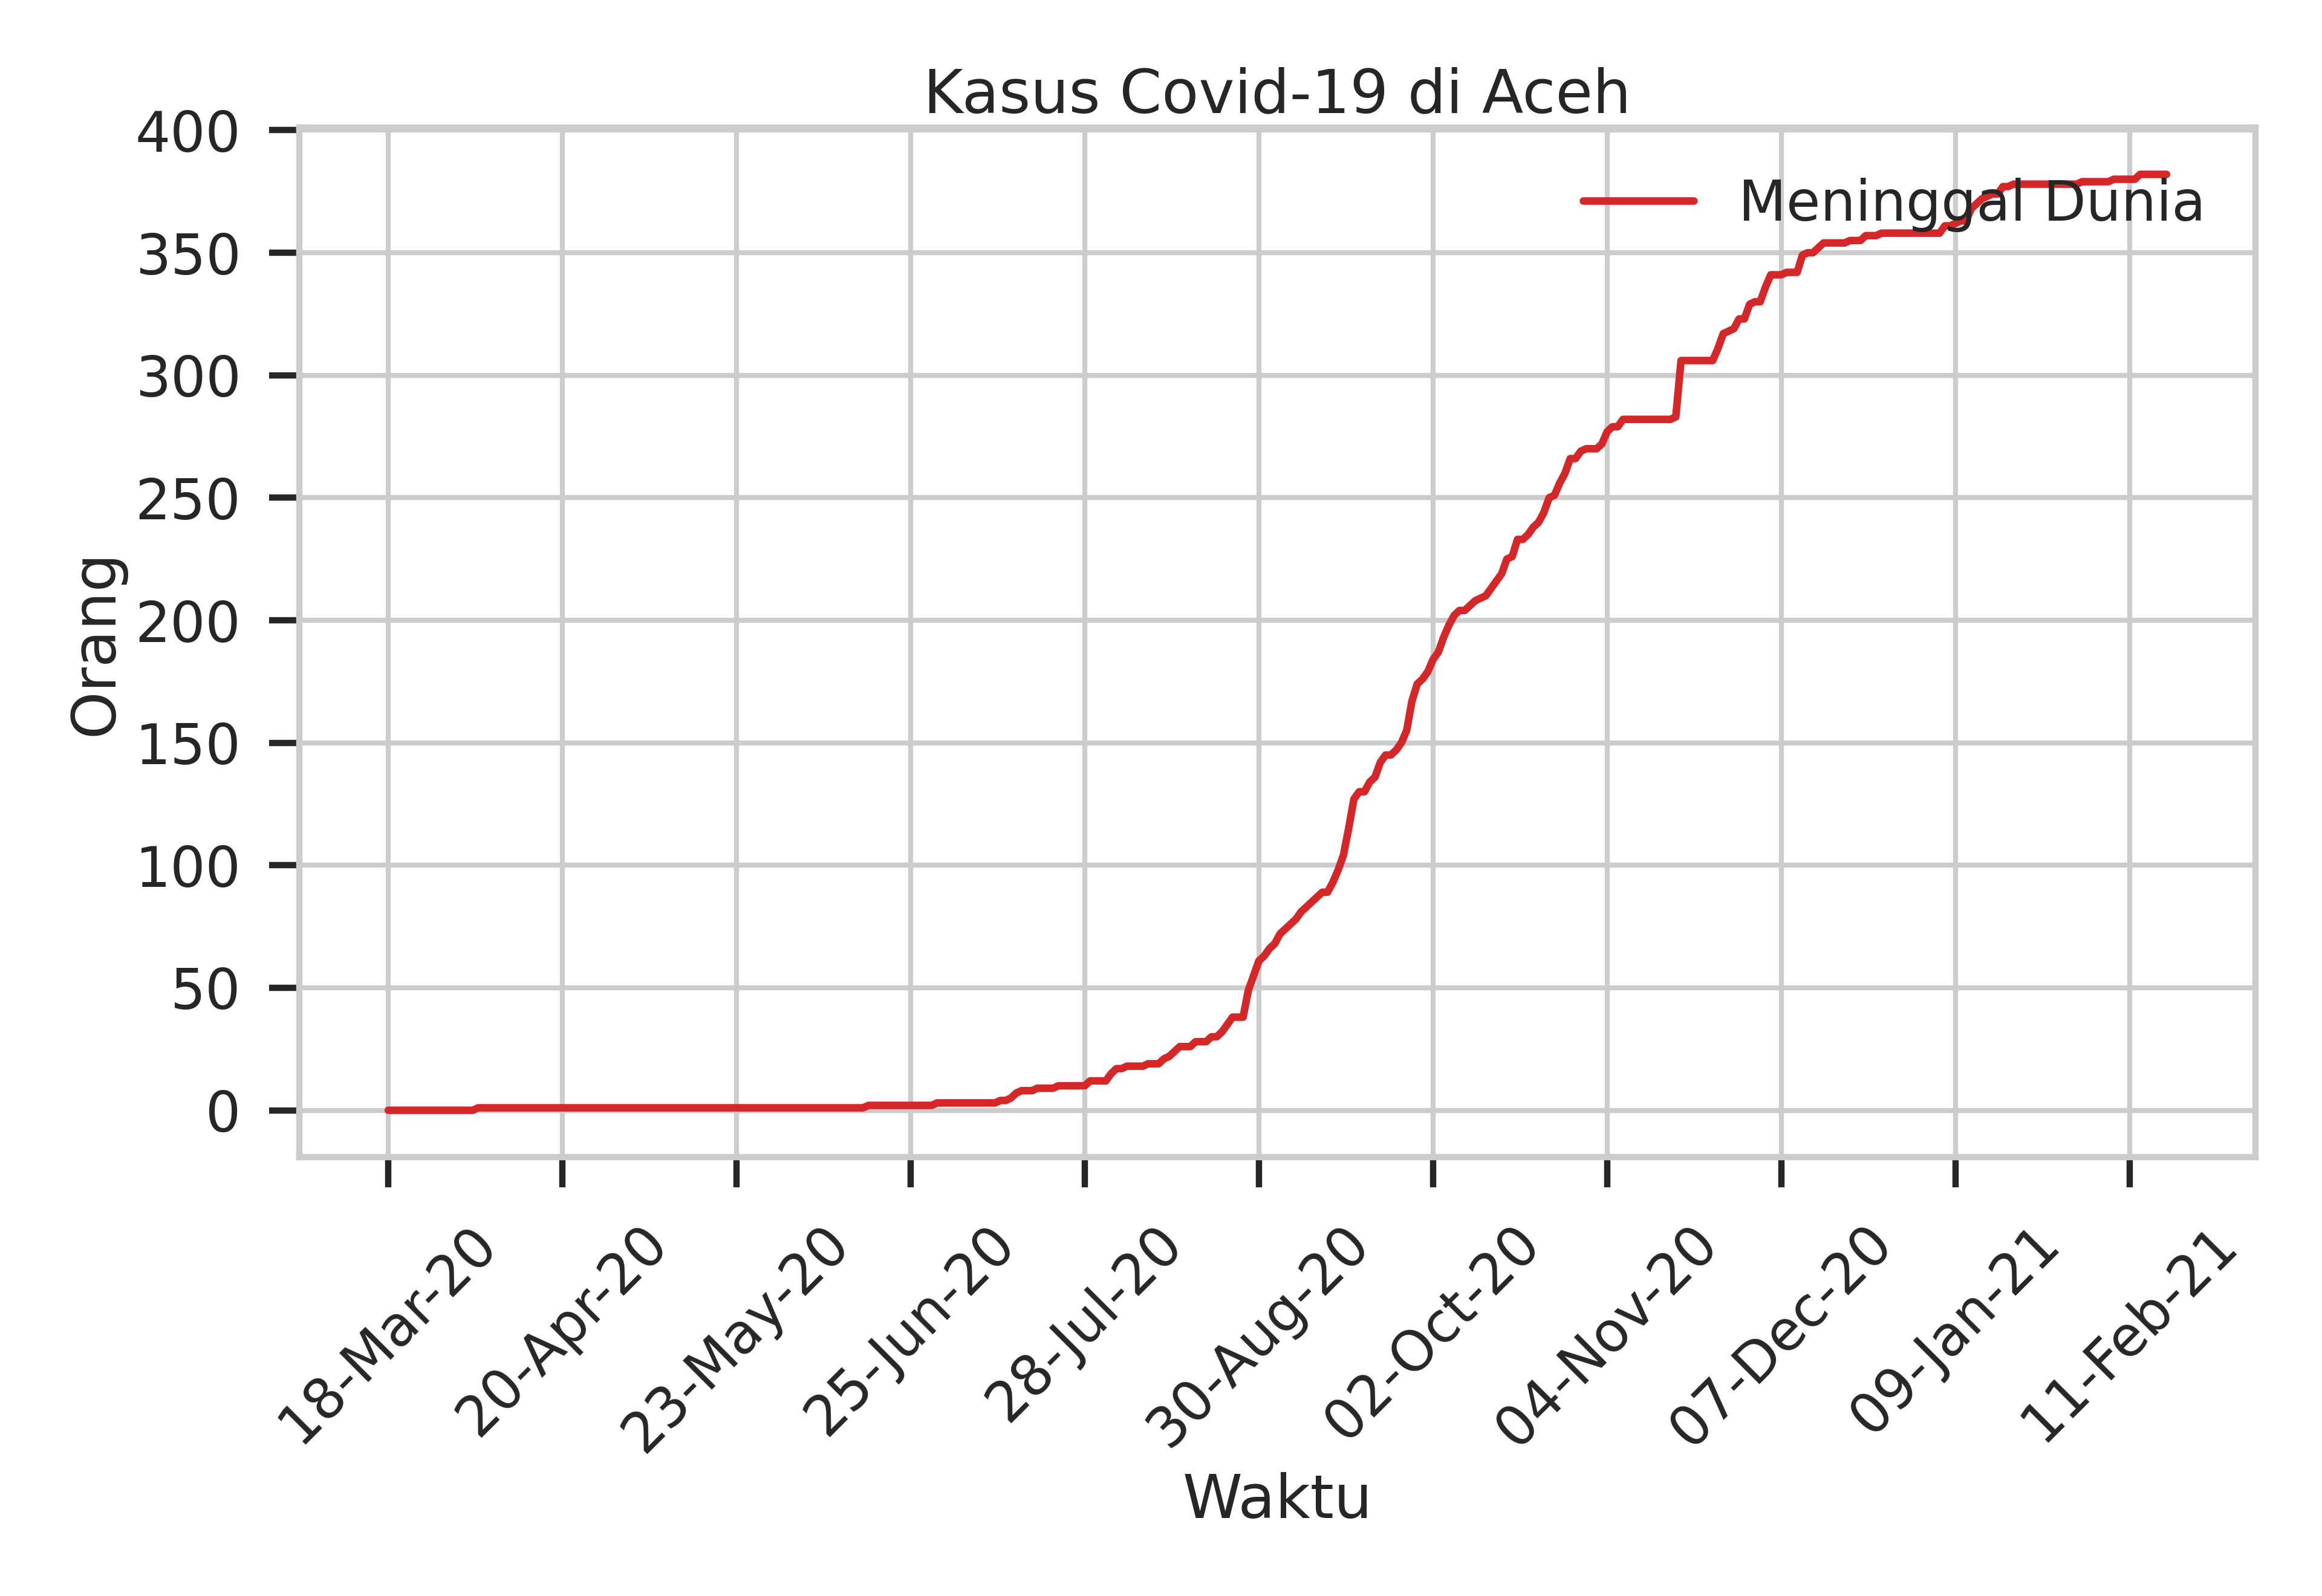 Kasus Covid-19 di Aceh
Meninggal Dunia
Orang
400
350
300
250
200
150
100
50
0
18-Mar-20
20-Apr-20
23-May-20
25-Jun-20
28-Jul-20
30-Aug-20
02-Oct-20
04-Nov-20
07-Dec-20
09-Jan-21
11-Feb-21
Waktu